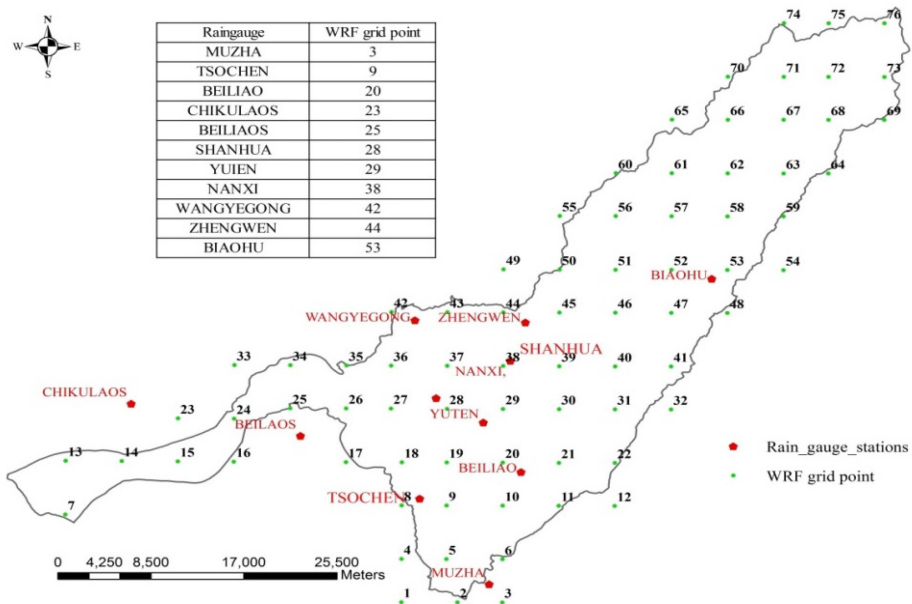 N
W E
S
Raingauge WRF grid point
MUZHA 3
TSOCHEN 9
BEILIAO 20
CHIKULAOS 23
BEILIAOS 25
SHANHUA 28
YUIEN 29
NANXI 38
WANGYEGONG 42
ZHENGWEN 44
BIAOHU 53
74 75 76
70 71 72 73
65 66 67 68 69
60 61 62 63 64
55 56 57 58 59
49 50 51 52 53 54
BIAOHU
42 43 44 45 46 47 48
WANGYEGONG ZHENGWEN
SHANHUA
33 34 35 36 37 38 39 40 41
NANXI,
CHIKULAOS
23 24 25 26 27 28 29 30 31 32
BEILAOS YUTEN
13 14 15 16 17 18 19 20 21 22
BEILIAO
Rain_gauge_stations
WRF grid point
TSOCHEN
7 8 9 10 11 12
4 5 6
0 4,250 8,500 17,000 25,500
Meters
MUZHA
1 2 3